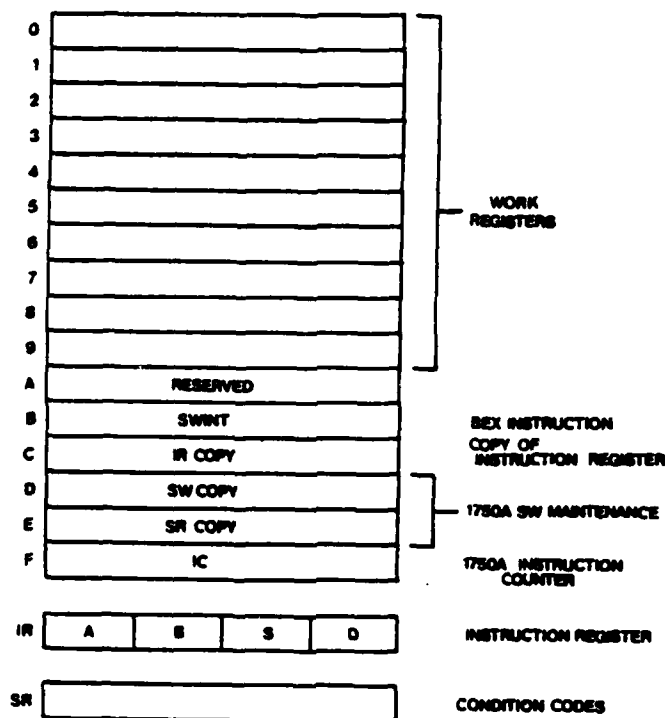 0
1
2
3
4
5
6
7
8
9
WORK
REGISTERS
A RESERVED
B SWINT BEX INSTRUCTION
C IR COPY COPY OF
INSTRUCTION REGISTER
D SW COPY
1750A SW MAINTENANCE
E SR COPY
F IC 1750A INSTRUCTION
COUNTER
IR A B S D INSTRUCTION REGISTER
SR CONDITION CODES